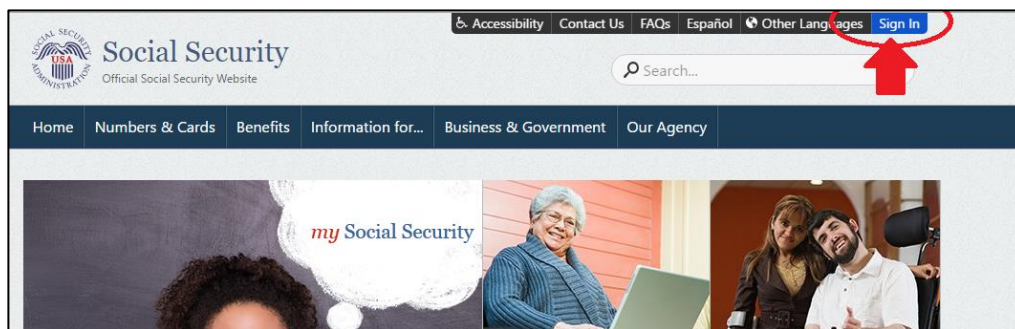 Accessibility Contact Us FAQs Español Other Languages Sign In
SOCIAL SECURITY ADMINISTRATION
USA
Social Security
Official Social Security Website
Search...
Home Numbers & Cards Benefits Information for... Business & Government Our Agency
my Social Security